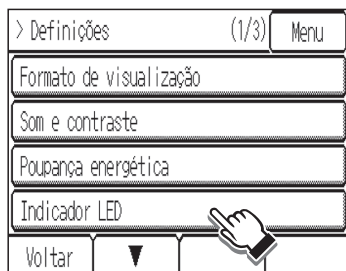 > Definições (1/3) Menu
Formato de visualização
Som e contraste
Poupança energética
Indicador LED
Voltar ▼